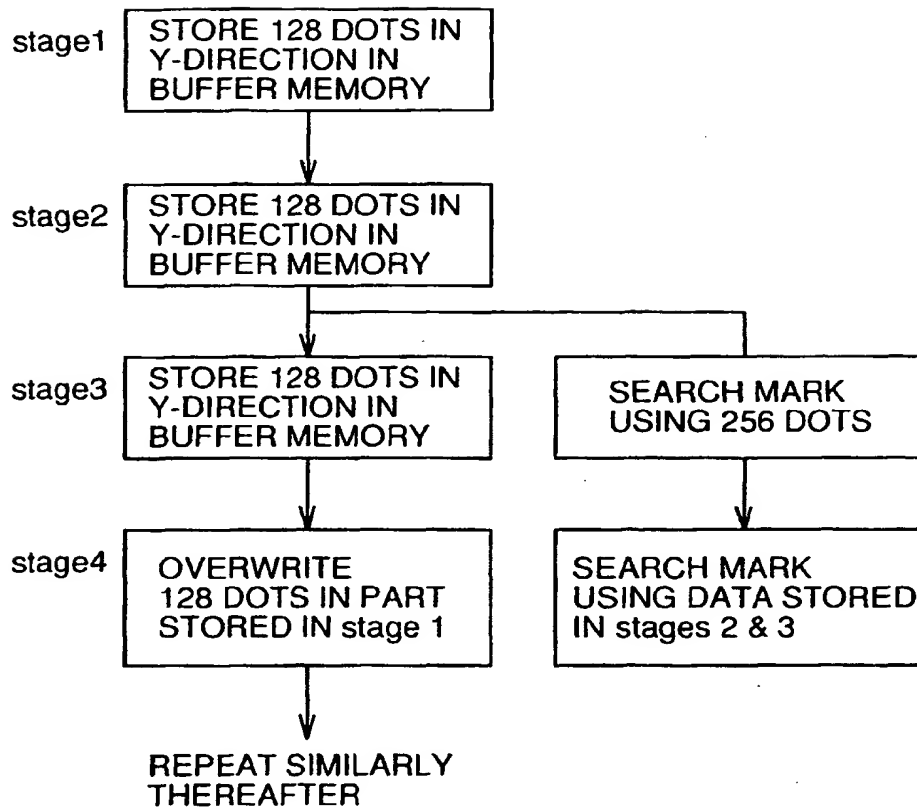 stage1
STORE 128 DOTS IN
Y-DIRECTION IN
BUFFER MEMORY
stage2
STORE 128 DOTS IN
Y-DIRECTION IN
BUFFER MEMORY
stage3
STORE 128 DOTS IN
Y-DIRECTION IN
BUFFER MEMORY
SEARCH MARK
USING 256 DOTS
stage4
OVERWRITE
128 DOTS IN PART
STORED IN stage 1
SEARCH MARK
USING DATA STORED
IN stages 2 & 3
REPEAT SIMILARLY
THEREAFTER